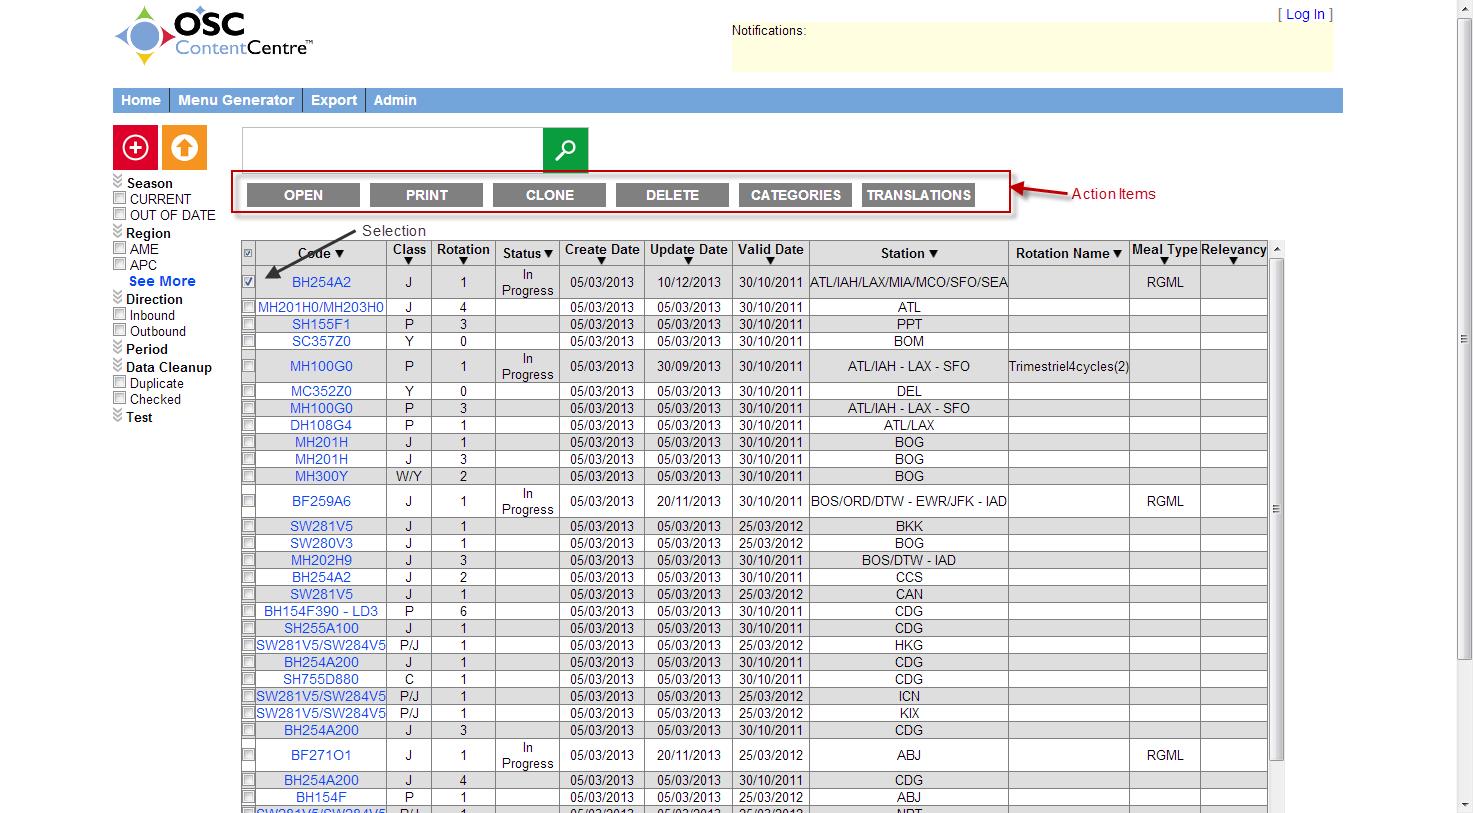 OSC
ContentCentre™
[ Log In ]
Notifications:
Home Menu Generator Export Admin
OPEN PRINT CLONE DELETE CATEGORIES TRANSLATIONS
Action Items
Selection
Season
CURRENT
OUT OF DATE
Region
AME
APC
See More
Direction
Inbound
Outbound
Period
Data Cleanup
Duplicate
Checked
Test
Code Class Rotation Status Create Date Update Date Valid Date Station Rotation Name Meal Type Relevancy
BH254A2 J 1 In Progress 05/03/2013 10/12/2013 30/10/2011 ATL/IAH/LAX/MIA/MCO/SFO/SEA RGML
MH201H0/MH203H0 J 4 05/03/2013 05/03/2013 30/10/2011 ATL
SH155F1 P 3 05/03/2013 05/03/2013 30/10/2011 PPT
SC357Z0 Y 0 05/03/2013 05/03/2013 30/10/2011 BOM
MH100G0 P 1 In Progress 05/03/2013 30/09/2013 30/10/2011 ATL/IAH - LAX - SFO Trimestriel4cycles(2)
MC352Z0 Y 0 05/03/2013 05/03/2013 30/10/2011 DEL
MH100G0 P 3 05/03/2013 05/03/2013 30/10/2011 ATL/IAH - LAX - SFO
DH108G4 P 1 05/03/2013 05/03/2013 30/10/2011 ATL/LAX
MH201H J 1 05/03/2013 05/03/2013 30/10/2011 BOG
MH201H J 3 05/03/2013 05/03/2013 30/10/2011 BOG
MH300Y W/Y 2 05/03/2013 05/03/2013 30/10/2011 BOG
BF259A6 J 1 In Progress 05/03/2013 20/11/2013 30/10/2011 BOS/ORD/DTW - EWR/JFK - IAD RGML
SW281V5 J 1 05/03/2013 05/03/2013 25/03/2012 BKK
SW280V3 J 1 05/03/2013 05/03/2013 25/03/2012 BOG
MH202H9 J 3 05/03/2013 05/03/2013 30/10/2011 BOS/DTW - IAD
BH254A2 J 2 05/03/2013 05/03/2013 30/10/2011 CCS
SW281V5 J 1 05/03/2013 05/03/2013 25/03/2012 CAN
BH154F390 - LD3 P 6 05/03/2013 05/03/2013 30/10/2011 CDG
SH255A100 J 1 05/03/2013 05/03/2013 30/10/2011 CDG
SW281V5/SW284V5 P/J 1 05/03/2013 05/03/2013 25/03/2012 HKG
BH254A200 J 1 05/03/2013 05/03/2013 30/10/2011 CDG
SH755D880 C 1 05/03/2013 05/03/2013 30/10/2011 CDG
SW281V5/SW284V5 P/J 1 05/03/2013 05/03/2013 25/03/2012 ICN
SW281V5/SW284V5 P/J 1 05/03/2013 05/03/2013 25/03/2012 KIX
BH254A200 J 3 05/03/2013 05/03/2013 30/10/2011 CDG
BF271O1 J 1 In Progress 05/03/2013 20/11/2013 25/03/2012 ABJ RGML
BH254A200 J 4 05/03/2013 05/03/2013 30/10/2011 CDG
BH154F P 1 05/03/2013 05/03/2013 25/03/2012 ABJ